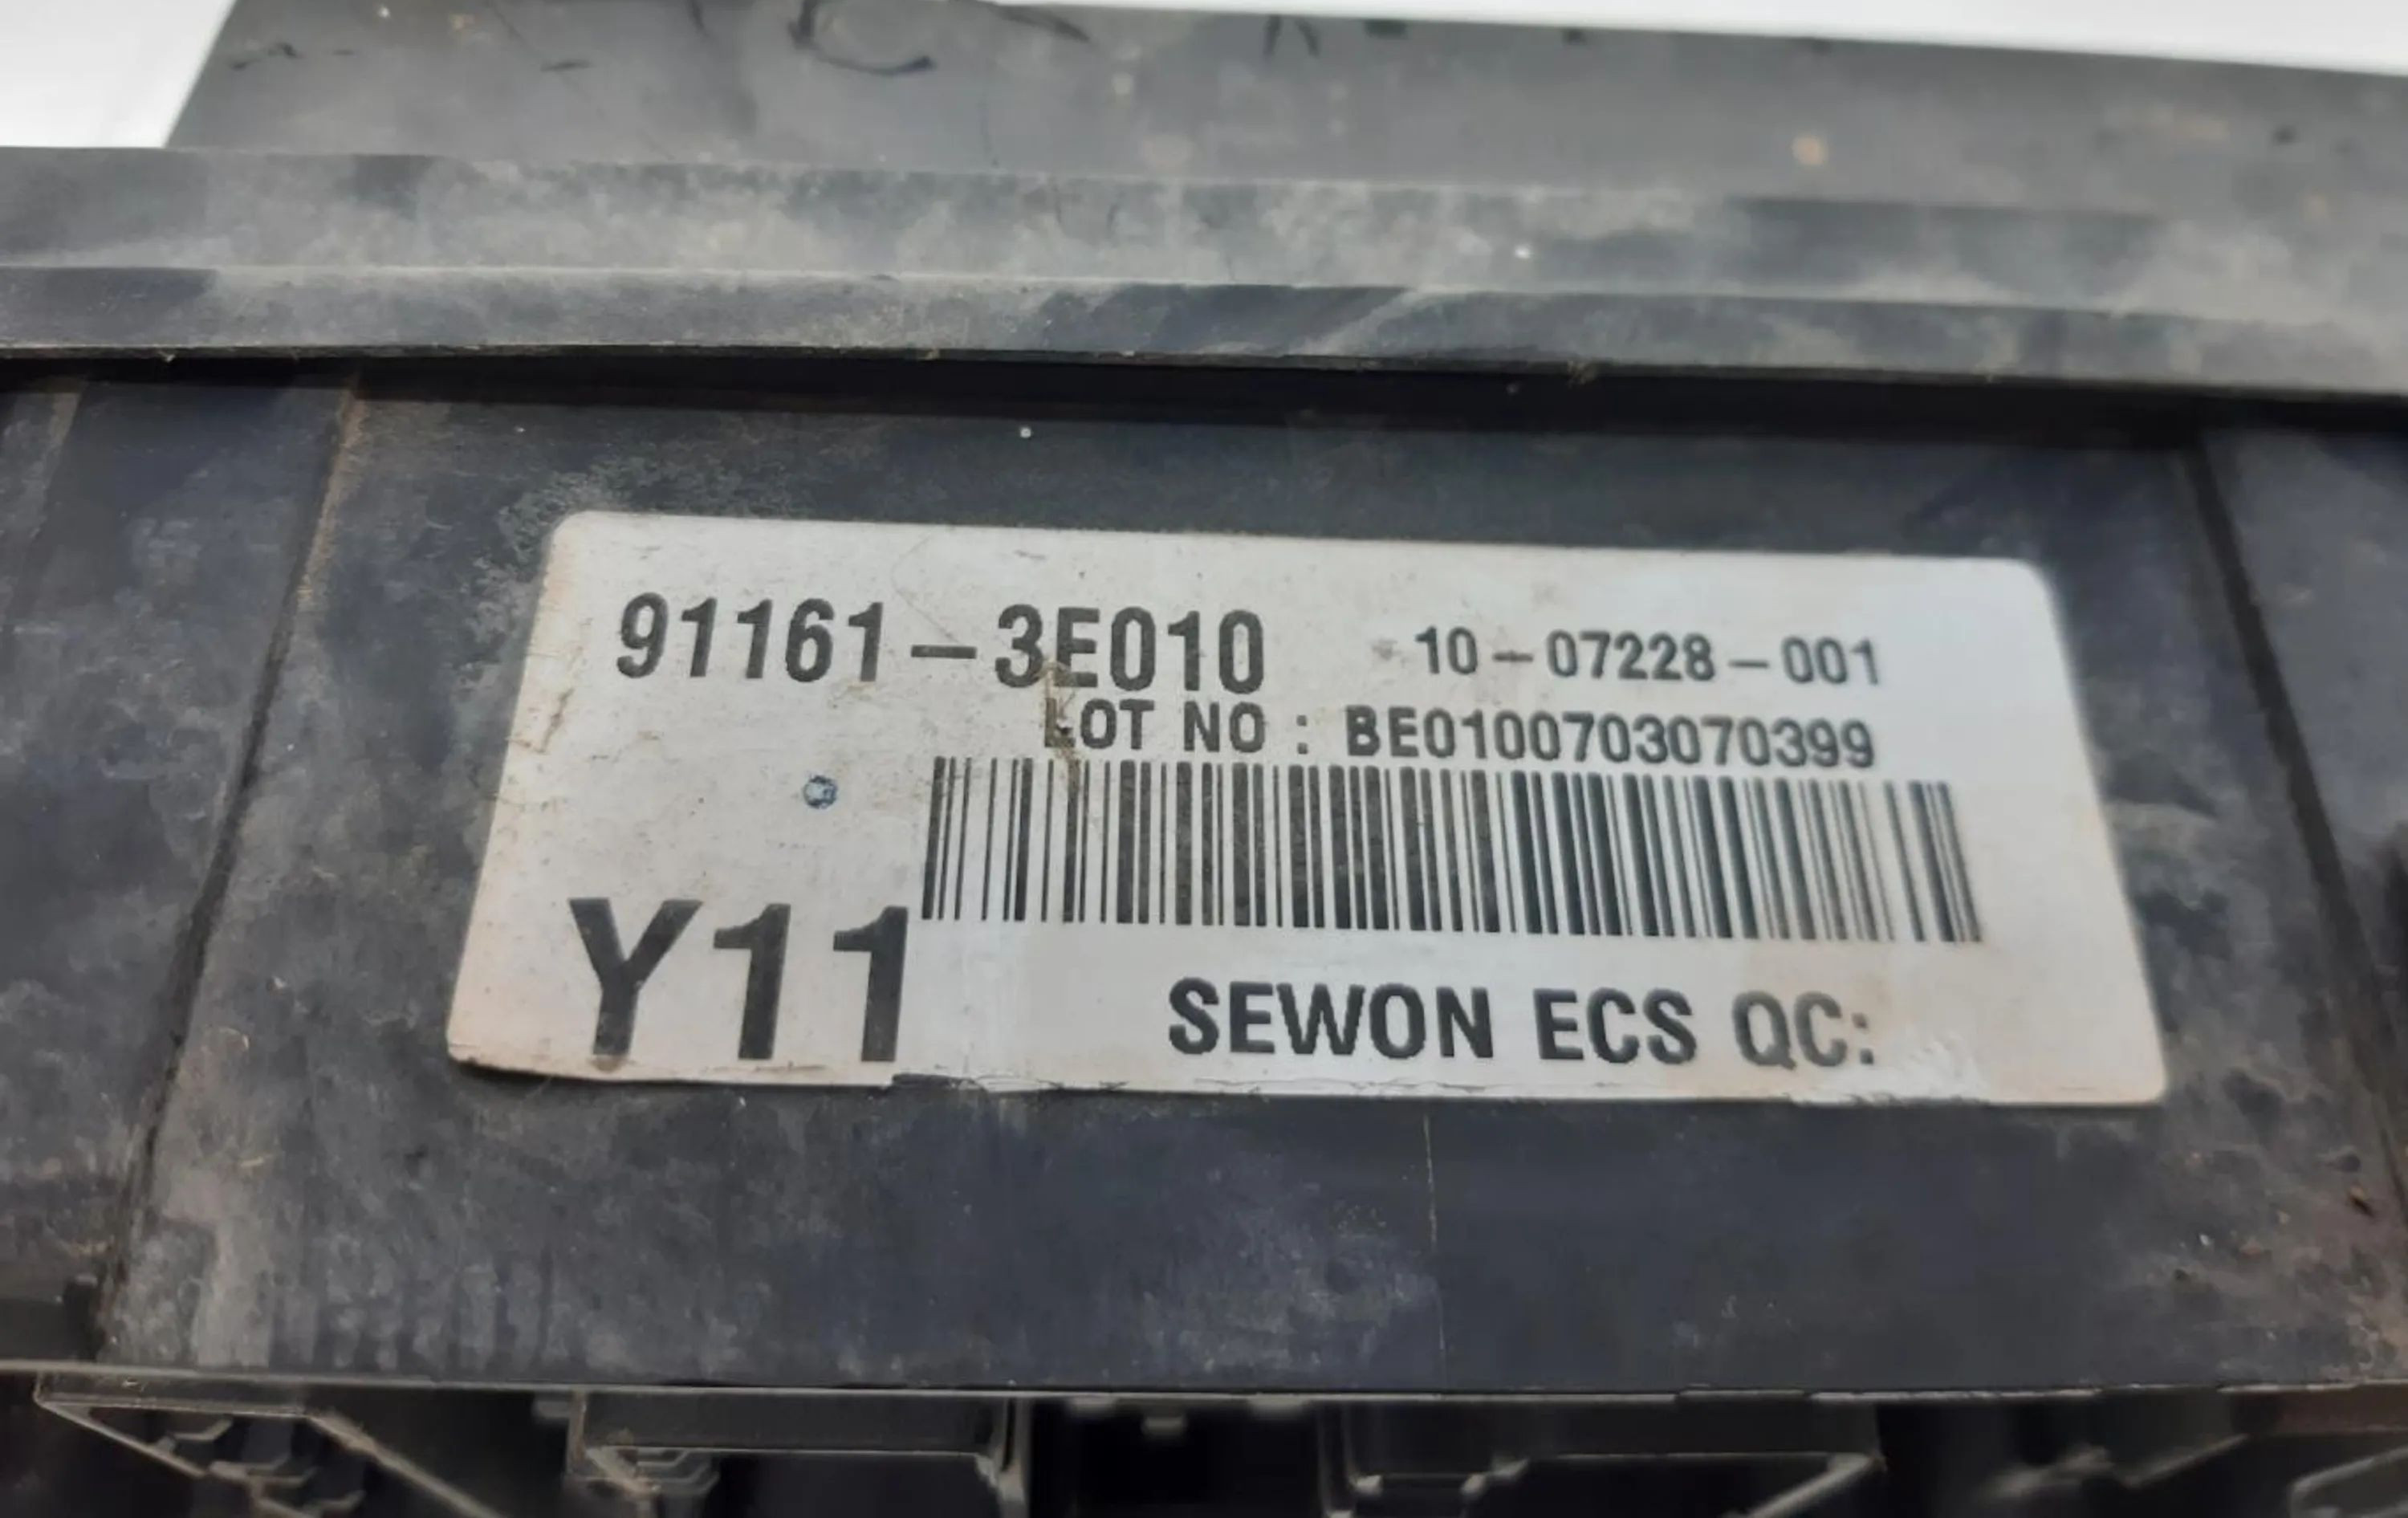 91161-3E010 10-07228-001
LOT NO : BE0100703070399
Y11
SEWON ECS QC: